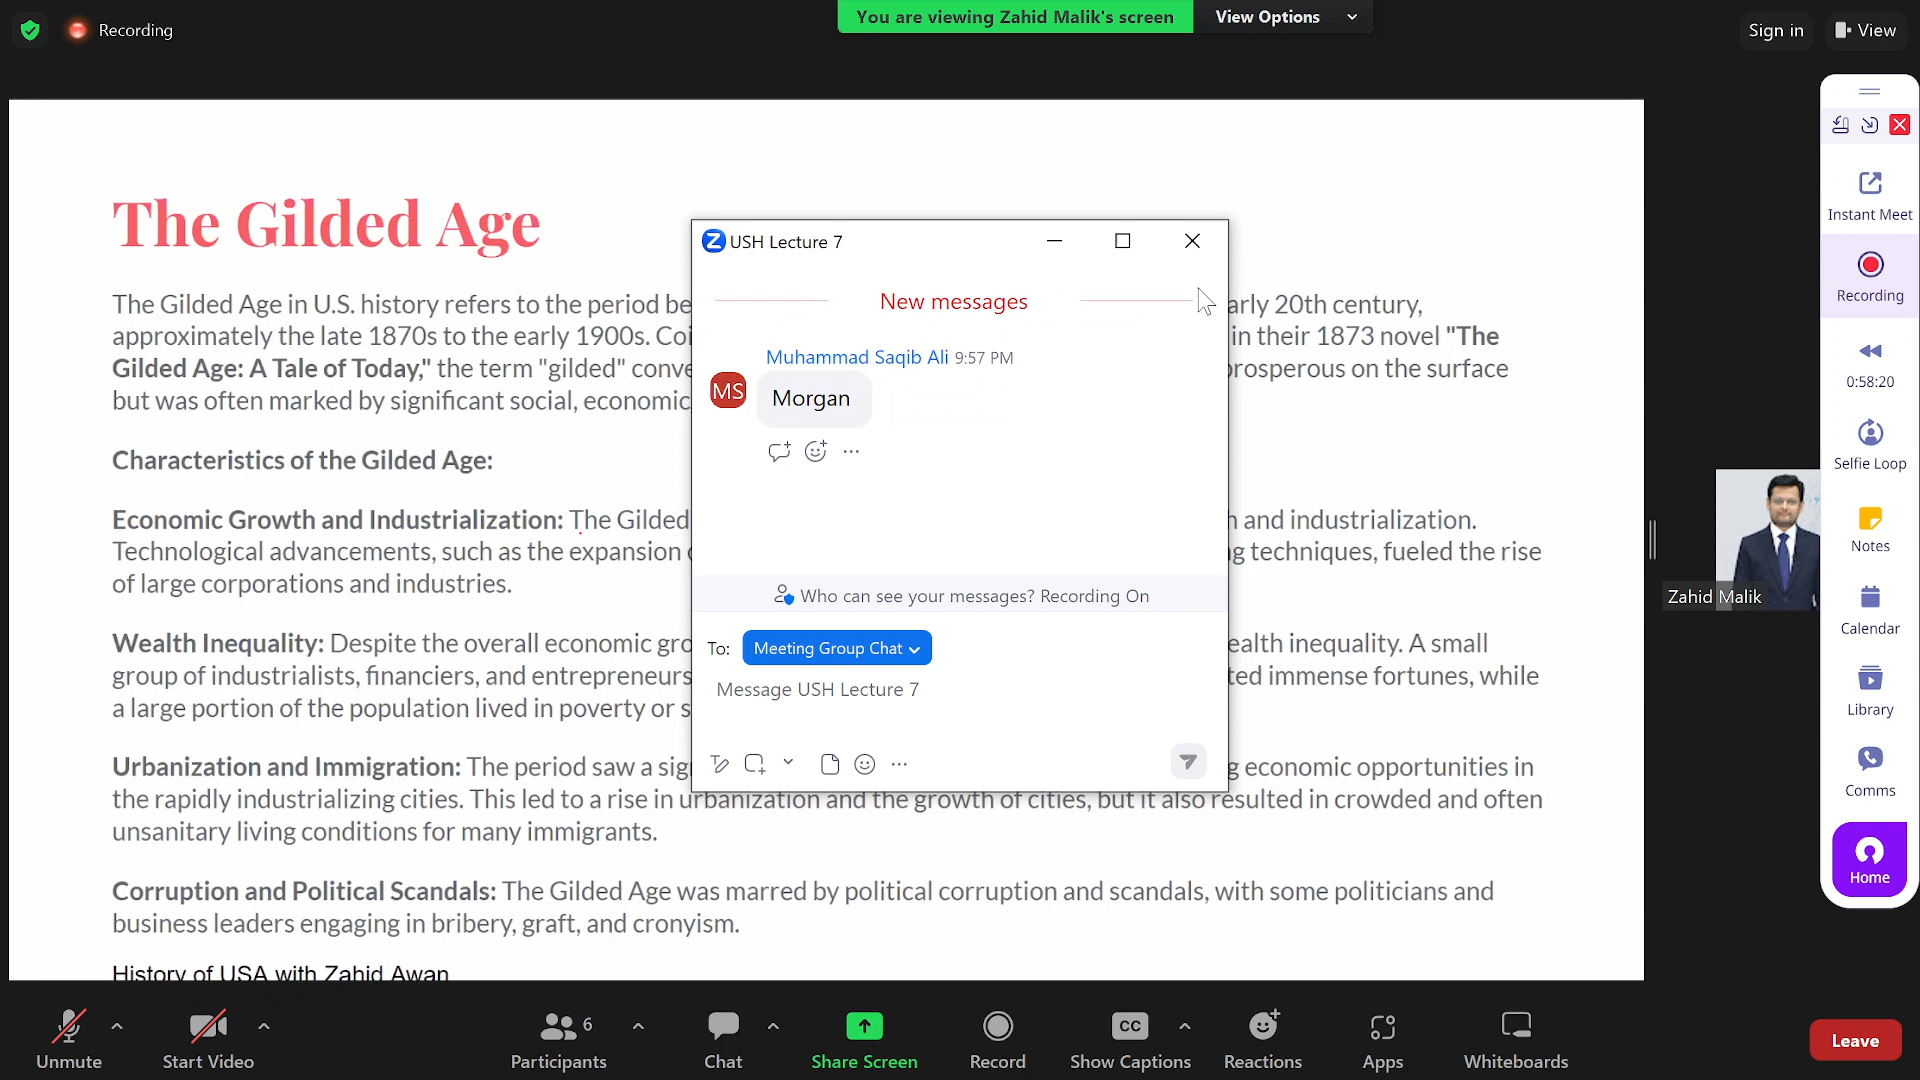 Recording
You are viewing Zahid Malik's screen
View Options
Sign in
View
The Gilded Age
The Gilded Age in U.S. history refers to the period be
arly 20th century,
approximately the late 1870s to the early 1900s. Coi
in their 1873 novel "The
Gilded Age: A Tale of Today," the term "gilded" conve
prosperous on the surface
but was often marked by significant social, economic
Characteristics of the Gilded Age:
Economic Growth and Industrialization: The Gilded
h and industrialization.
Technological advancements, such as the expansion
g techniques, fueled the rise
of large corporations and industries.
Wealth Inequality: Despite the overall economic gro
ealth inequality. A small
group of industrialists, financiers, and entrepreneurs
ted immense fortunes, while
a large portion of the population lived in poverty or s
Urbanization and Immigration: The period saw a sig
g economic opportunities in
the rapidly industrializing cities. This led to a rise in urbanization and the growth of cities, but it also resulted in crowded and often
unsanitary living conditions for many immigrants.
Corruption and Political Scandals: The Gilded Age was marred by political corruption and scandals, with some politicians and
business leaders engaging in bribery, graft, and cronyism.
History of USA with Zahid Awan
USH Lecture 7
New messages
Muhammad Saqib Ali 9:57 PM
MS
Morgan
Who can see your messages? Recording On
To: Meeting Group Chat
Message USH Lecture 7
Zahid Malik
Instant Meet
Recording
0:58:20
Selfie Loop
Notes
Calendar
Library
Comms
Home
Unmute
Start Video
6
Participants
Chat
Share Screen
Record
CC
Show Captions
Reactions
Apps
Whiteboards
Leave